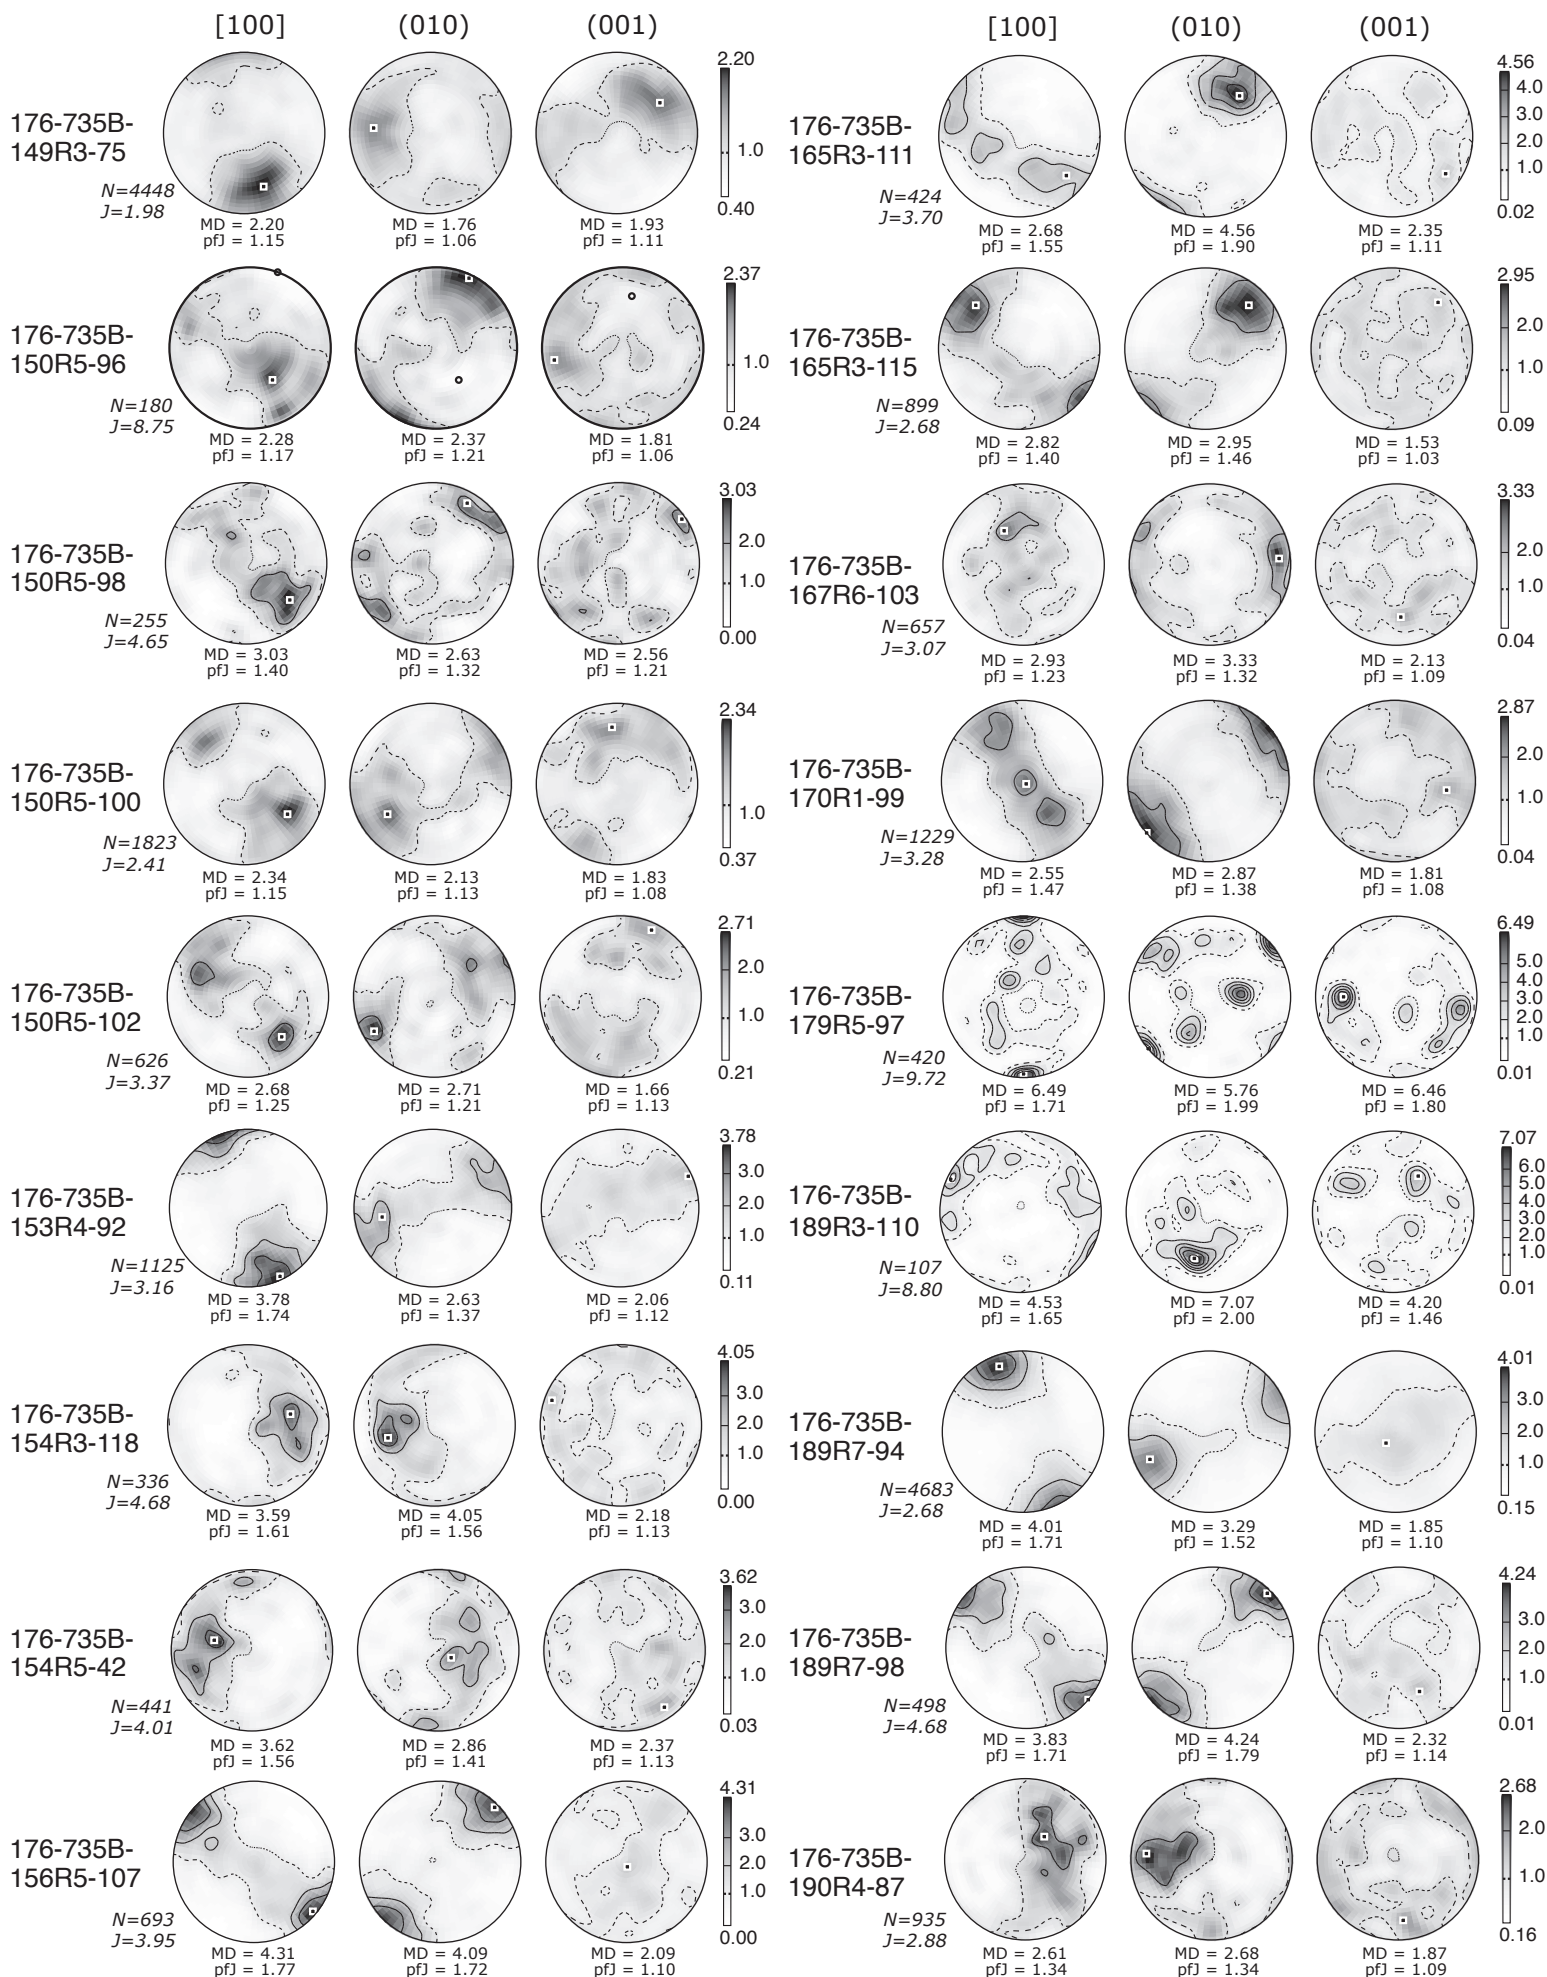 [100] (010) (001)
176-735B-
149R3-75
N=4448
J=1.98
MD = 2.20
pfJ = 1.15
MD = 1.76
pfJ = 1.06
MD = 1.93
pfJ = 1.11
2.20
1.0
0.40
176-735B-
150R5-96
N=180
J=8.75
MD = 2.28
pfJ = 1.17
MD = 2.37
pfJ = 1.21
MD = 1.81
pfJ = 1.06
2.37
1.0
0.24
176-735B-
150R5-98
N=255
J=4.65
MD = 3.03
pfJ = 1.40
MD = 2.63
pfJ = 1.32
MD = 2.56
pfJ = 1.21
3.03
2.0
1.0
0.00
176-735B-
150R5-100
N=1823
J=2.41
MD = 2.34
pfJ = 1.15
MD = 2.13
pfJ = 1.13
MD = 1.83
pfJ = 1.08
2.34
1.0
0.37
176-735B-
150R5-102
N=626
J=3.37
MD = 2.68
pfJ = 1.25
MD = 2.71
pfJ = 1.21
MD = 1.66
pfJ = 1.13
2.71
2.0
1.0
0.21
176-735B-
153R4-92
N=1125
J=3.16
MD = 3.78
pfJ = 1.74
MD = 2.63
pfJ = 1.37
MD = 2.06
pfJ = 1.12
3.78
3.0
2.0
1.0
0.11
176-735B-
154R3-118
N=336
J=4.68
MD = 3.59
pfJ = 1.61
MD = 4.05
pfJ = 1.56
MD = 2.18
pfJ = 1.13
4.05
3.0
2.0
1.0
0.00
176-735B-
154R5-42
N=441
J=4.01
MD = 3.62
pfJ = 1.56
MD = 2.86
pfJ = 1.41
MD = 2.37
pfJ = 1.13
3.62
3.0
2.0
1.0
0.03
176-735B-
156R5-107
N=693
J=3.95
MD = 4.31
pfJ = 1.77
MD = 4.09
pfJ = 1.72
MD = 2.09
pfJ = 1.10
4.31
3.0
2.0
1.0
0.00
[100] (010) (001)
176-735B-
165R3-111
N=424
J=3.70
MD = 2.68
pfJ = 1.55
MD = 4.56
pfJ = 1.90
MD = 2.35
pfJ = 1.11
4.56
4.0
3.0
2.0
1.0
0.02
176-735B-
165R3-115
N=899
J=2.68
MD = 2.82
pfJ = 1.40
MD = 2.95
pfJ = 1.46
MD = 1.53
pfJ = 1.03
2.95
2.0
1.0
0.09
176-735B-
167R6-103
N=657
J=3.07
MD = 2.93
pfJ = 1.23
MD = 3.33
pfJ = 1.32
MD = 2.13
pfJ = 1.09
3.33
2.0
1.0
0.04
176-735B-
170R1-99
N=1229
J=3.28
MD = 2.55
pfJ = 1.47
MD = 2.87
pfJ = 1.38
MD = 1.81
pfJ = 1.08
2.87
2.0
1.0
0.04
176-735B-
179R5-97
N=420
J=9.72
MD = 6.49
pfJ = 1.71
MD = 5.76
pfJ = 1.99
MD = 6.46
pfJ = 1.80
6.49
5.0
4.0
3.0
2.0
1.0
0.01
176-735B-
189R3-110
N=107
J=8.80
MD = 4.53
pfJ = 1.65
MD = 7.07
pfJ = 2.00
MD = 4.20
pfJ = 1.46
7.07
6.0
5.0
4.0
3.0
2.0
1.0
0.01
176-735B-
189R7-94
N=4683
J=2.68
MD = 4.01
pfJ = 1.71
MD = 3.29
pfJ = 1.52
MD = 1.85
pfJ = 1.10
4.01
3.0
2.0
1.0
0.15
176-735B-
189R7-98
N=498
J=4.68
MD = 3.83
pfJ = 1.71
MD = 4.24
pfJ = 1.79
MD = 2.32
pfJ = 1.14
4.24
3.0
2.0
1.0
0.01
176-735B-
190R4-87
N=935
J=2.88
MD = 2.61
pfJ = 1.34
MD = 2.68
pfJ = 1.34
MD = 1.87
pfJ = 1.09
2.68
2.0
1.0
0.16